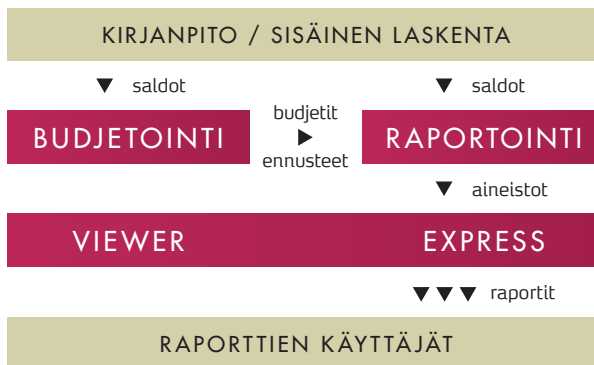 KIRJANPITO / SISÄINEN LASKENTA
saldot
saldot
BUDJETOINTI
budjetit
ennusteet
RAPORTOINTI
aineistot
VIEWER
EXPRESS
raportit
RAPORTTIEN KÄYTTÄJÄT